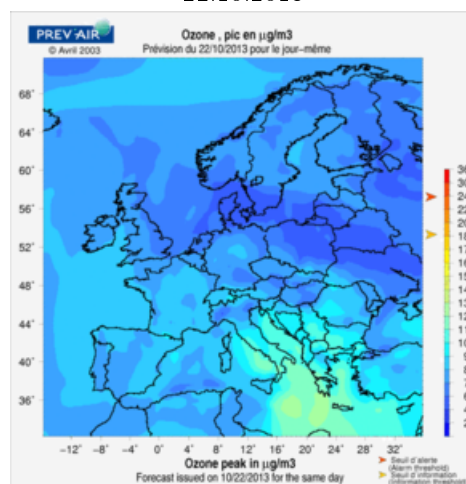 PREV'AIR
© Avril 2003
Ozone , pic en µg/m3
Prévision du 22/10/2013 pour le jour-même
68°
64°
60°
56°
52°
48°
44°
40°
36°
-12° -8° -4° 0° 4° 8° 12° 16° 20° 24° 28° 32°
Ozone peak in µg/m3
Forecast issued on 10/22/2013 for the same day
Seuil d'alerte
(Alarm threshold)
Seuil d'information
(Information threshold)